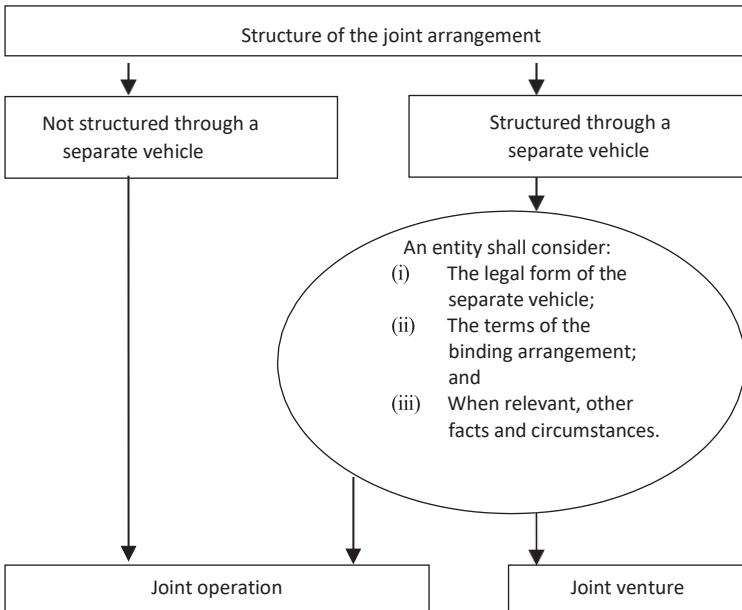 Structure of the joint arrangement
Not structured through a
separate vehicle
Structured through a
separate vehicle
An entity shall consider:
(i) The legal form of the
separate vehicle;
(ii) The terms of the
binding arrangement;
and
(iii) When relevant, other
facts and circumstances.
Joint operation
Joint venture